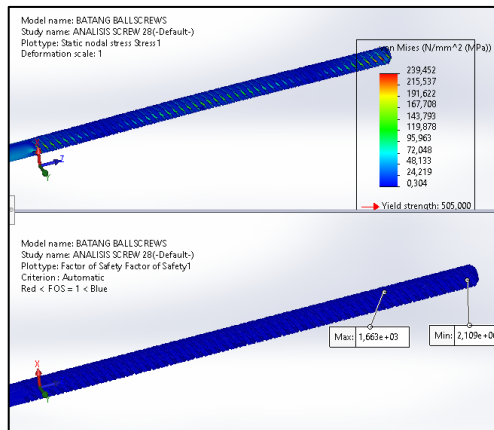 Model name: BATANG BALLSCREWS
Study name: ANALISIS SCREW 28(-Default-)
Plot type: Static nodal stress Stress1
Deformation scale: 1
von Mises (N/mm^2 (MPa))
239,452
215,537
191,622
167,708
143,793
119,878
95,963
72,048
48,133
24,219
0,304
Yield strength: 505,000
Z
Y
Model name: BATANG BALLSCREWS
Study name: ANALISIS SCREW 28(-Default-)
Plot type: Factor of Safety Factor of Safety1
Criterion : Automatic
Red < FOS = 1 < Blue
Max: 1,663e+03
Min: 2,109e+0
X
Y